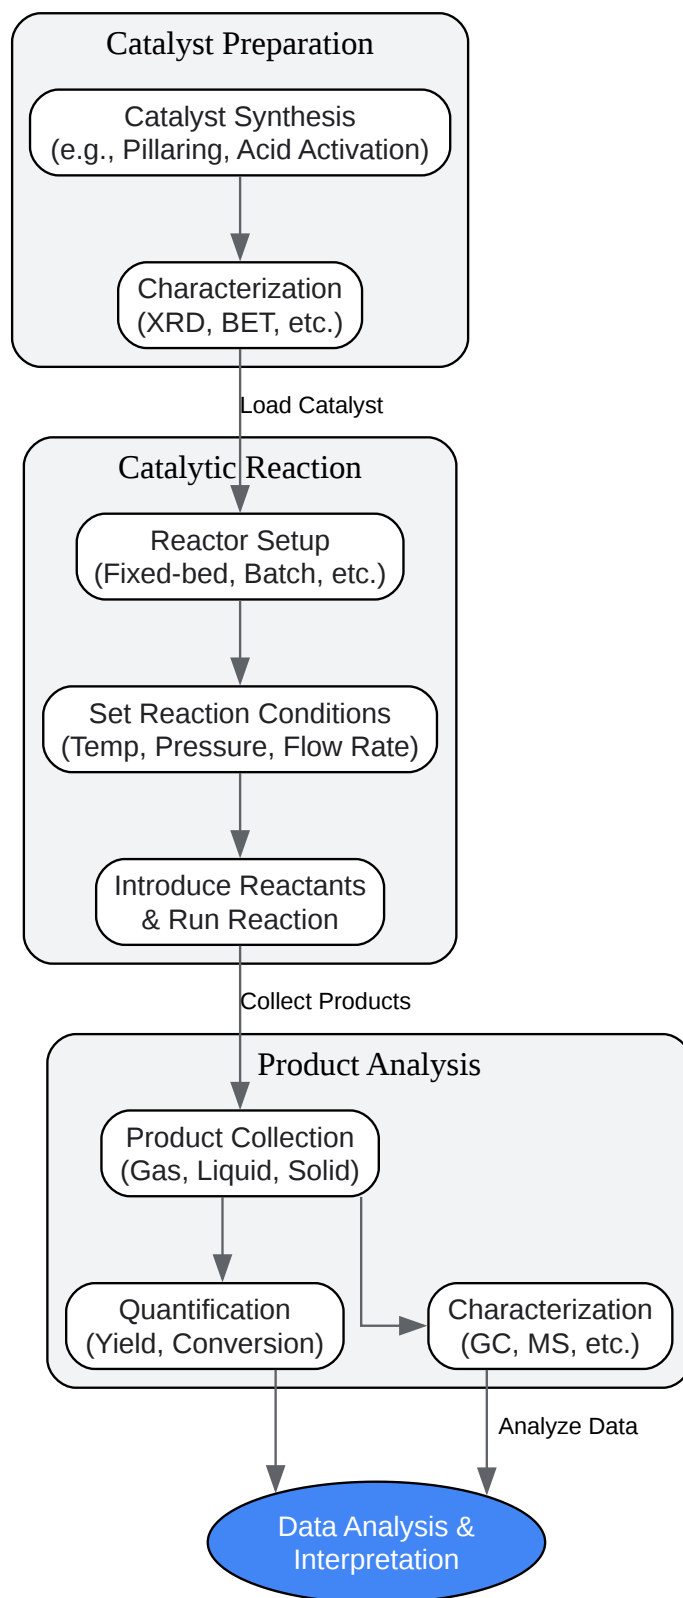 Catalyst Preparation
Catalyst Synthesis
(e.g., Pillaring, Acid Activation)
Characterization
(XRD, BET, etc.)
Load Catalyst
Catalytic Reaction
Reactor Setup
(Fixed-bed, Batch, etc.)
Set Reaction Conditions
(Temp, Pressure, Flow Rate)
Introduce Reactants
& Run Reaction
Collect Products
Product Analysis
Product Collection
(Gas, Liquid, Solid)
Quantification
(Yield, Conversion)
Characterization
(GC, MS, etc.)
Analyze Data
Data Analysis &
Interpretation